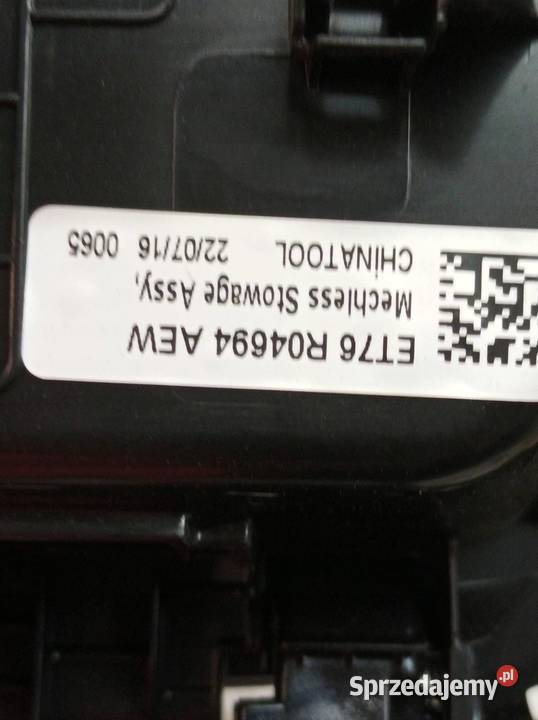 ET76 R04694 AEW
Mechless Stowage Assy,
CHINATOOL 22/07/16 0065
Sprzedajemy.pl